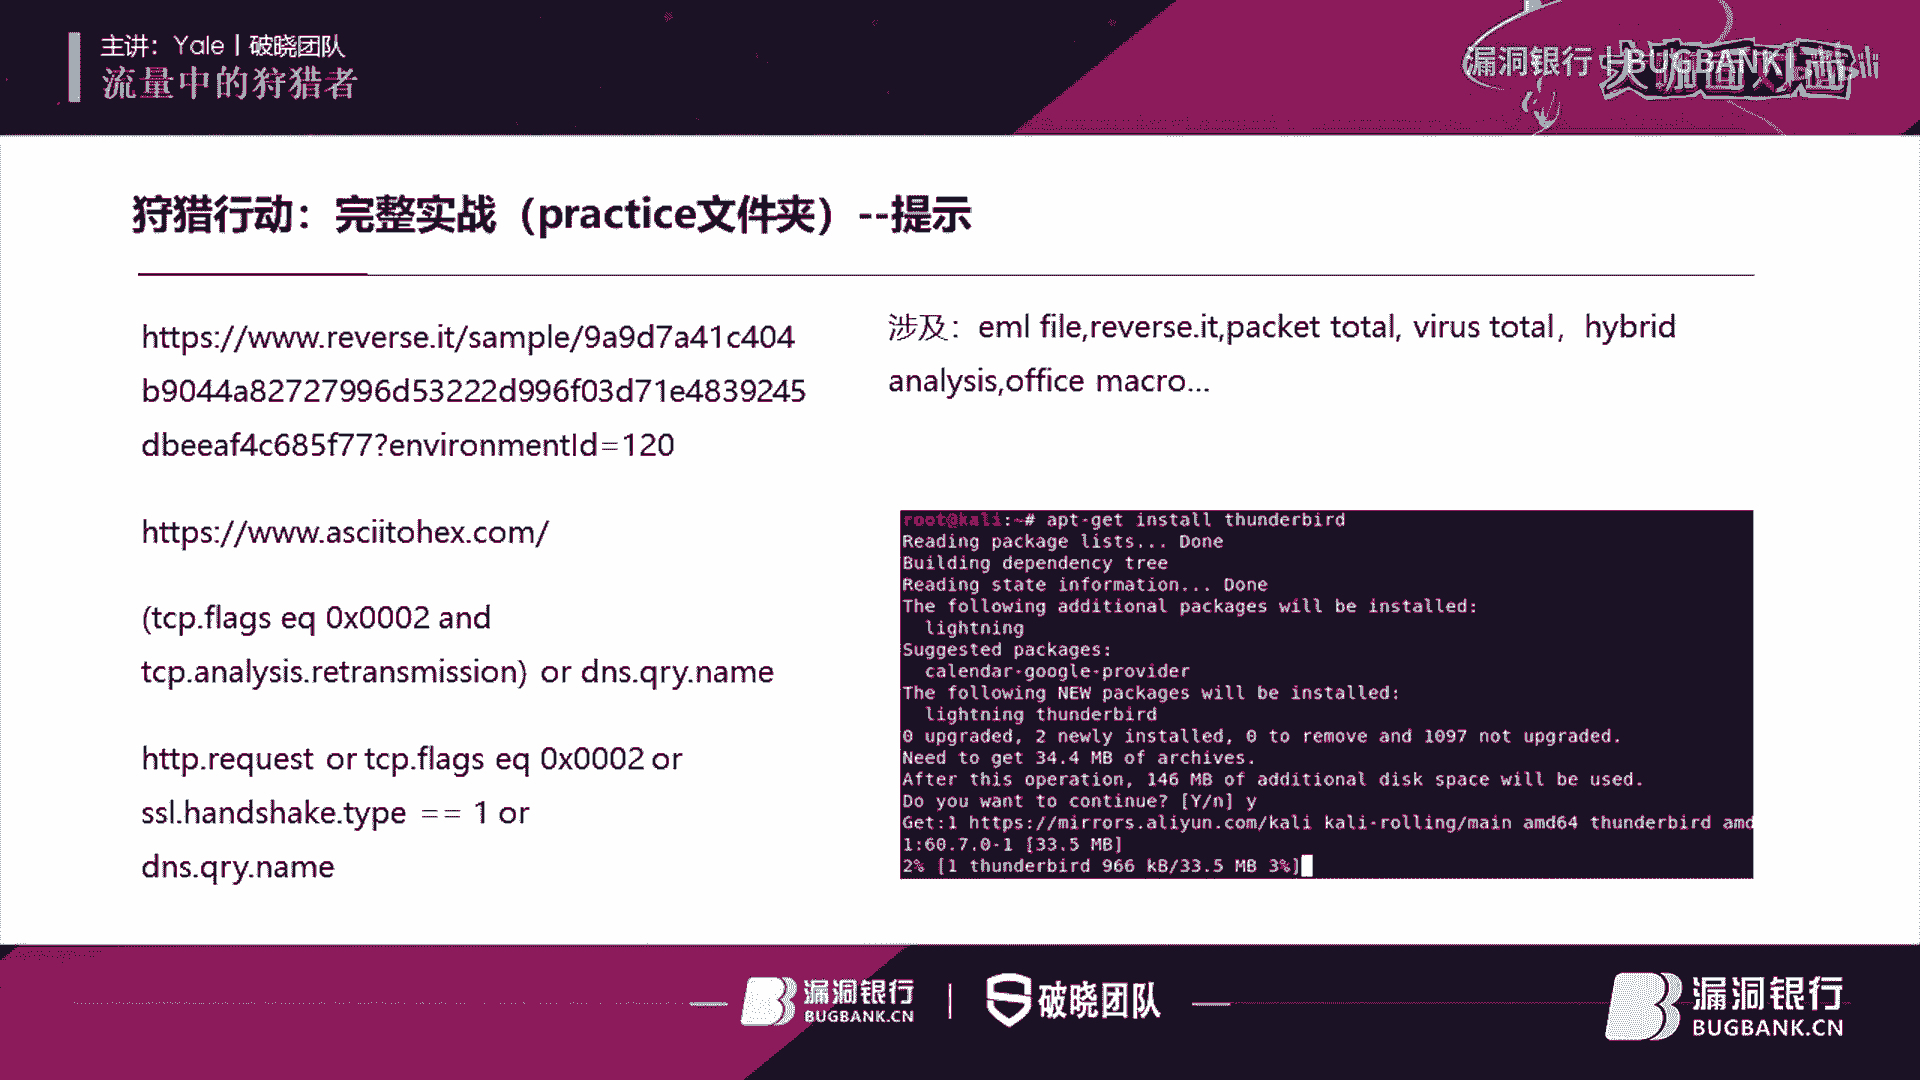 主讲：Yale | 破晓团队
流量中的狩猎者
漏洞银行 | BUGBANK |
狩猎行动：完整实战（practice文件夹）--提示
https://www.reverse.it/sample/9a9d7a41c404
b9044a82727996d53222d996f03d71e4839245
dbeeaf4c685f77?environmentId=120
https://www.asciitohex.com/
(tcp.flags eq 0x0002 and
tcp.analysis.retransmission) or dns.qry.name
http.request or tcp.flags eq 0x0002 or
ssl.handshake.type == 1 or
dns.qry.name
涉及：eml file,reverse.it,packet total, virus total，hybrid
analysis,office macro...
root@kali:~# apt-get install thunderbird
Reading package lists... Done
Building dependency tree
Reading state information... Done
The following additional packages will be installed:
lightning
Suggested packages:
calendar-google-provider
The following NEW packages will be installed:
lightning thunderbird
0 upgraded, 2 newly installed, 0 to remove and 1097 not upgraded.
Need to get 34.4 MB of archives.
After this operation, 146 MB of additional disk space will be used.
Do you want to continue? [Y/n] y
Get:1 https://mirrors.aliyun.com/kali kali-rolling/main amd64 thunderbird amd
1:60.7.0-1 [33.5 MB]
2% [1 thunderbird 966 kB/33.5 MB 3%]
漏洞银行
BUGBANK.CN
破晓团队
漏洞银行
BUGBANK.CN